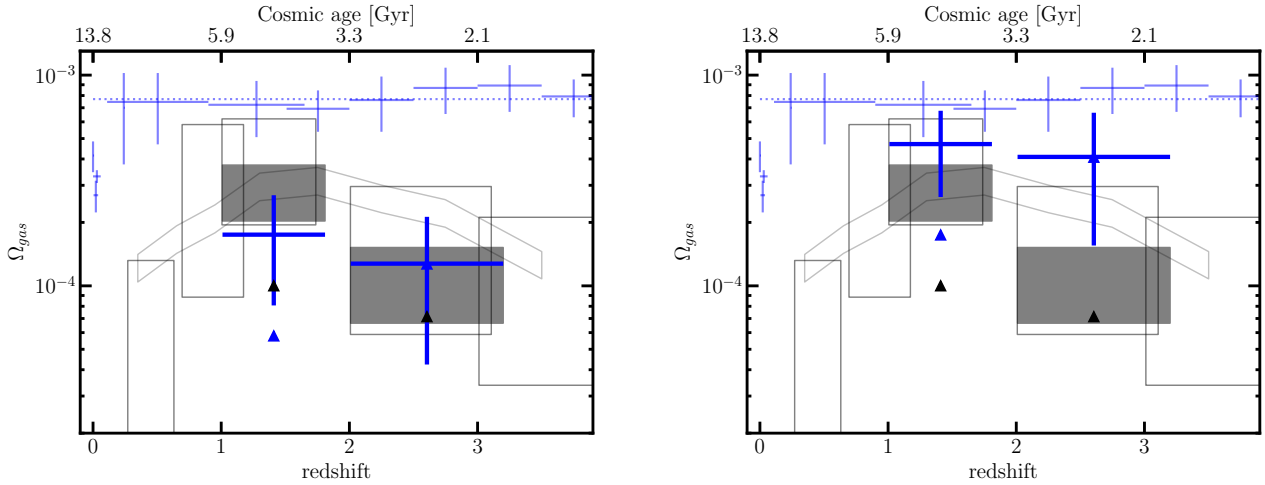 Cosmic age [Gyr] Cosmic age [Gyr]
13.8 5.9 3.3 2.1 13.8 5.9 3.3 2.1
10⁻³ 10⁻³
Ω_gas Ω_gas
10⁻⁴ 10⁻⁴
0 1 2 3 0 1 2 3
redshift redshift